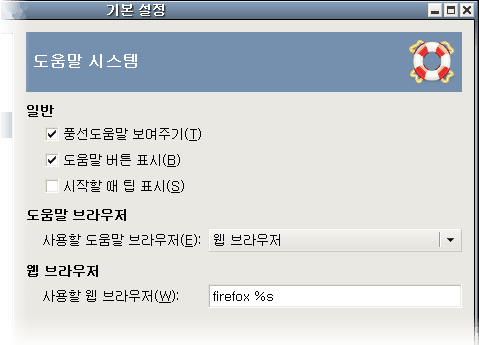 기본 설정
도움말 시스템
일반
풍선도움말 보여주기(T)
도움말 버튼 표시(B)
시작할 때 팁 표시(S)
도움말 브라우저
사용할 도움말 브라우저(E): 웹 브라우저
웹 브라우저
사용할 웹 브라우저(W): firefox %s